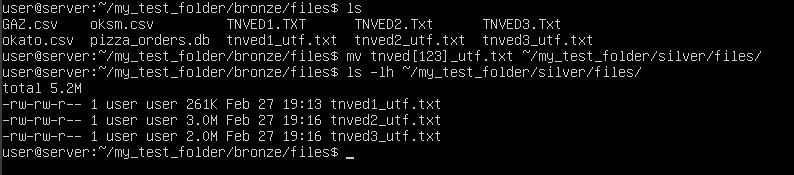 user@server:~/my_test_folder/bronze/files$ ls
GAZ.csv    oksm.csv         TNVED1.TXT      TNVED2.Txt      TNVED3.Txt
okato.csv  pizza_orders.db  tnved1_utf.txt  tnved2_utf.txt  tnved3_utf.txt
user@server:~/my_test_folder/bronze/files$ mv tnved[123]_utf.txt ~/my_test_folder/silver/files/
user@server:~/my_test_folder/bronze/files$ ls -lh ~/my_test_folder/silver/files/
total 5.2M
-rw-rw-r-- 1 user user 261K Feb 27 19:13 tnved1_utf.txt
-rw-rw-r-- 1 user user 3.0M Feb 27 19:16 tnved2_utf.txt
-rw-rw-r-- 1 user user 2.0M Feb 27 19:16 tnved3_utf.txt
user@server:~/my_test_folder/bronze/files$ _